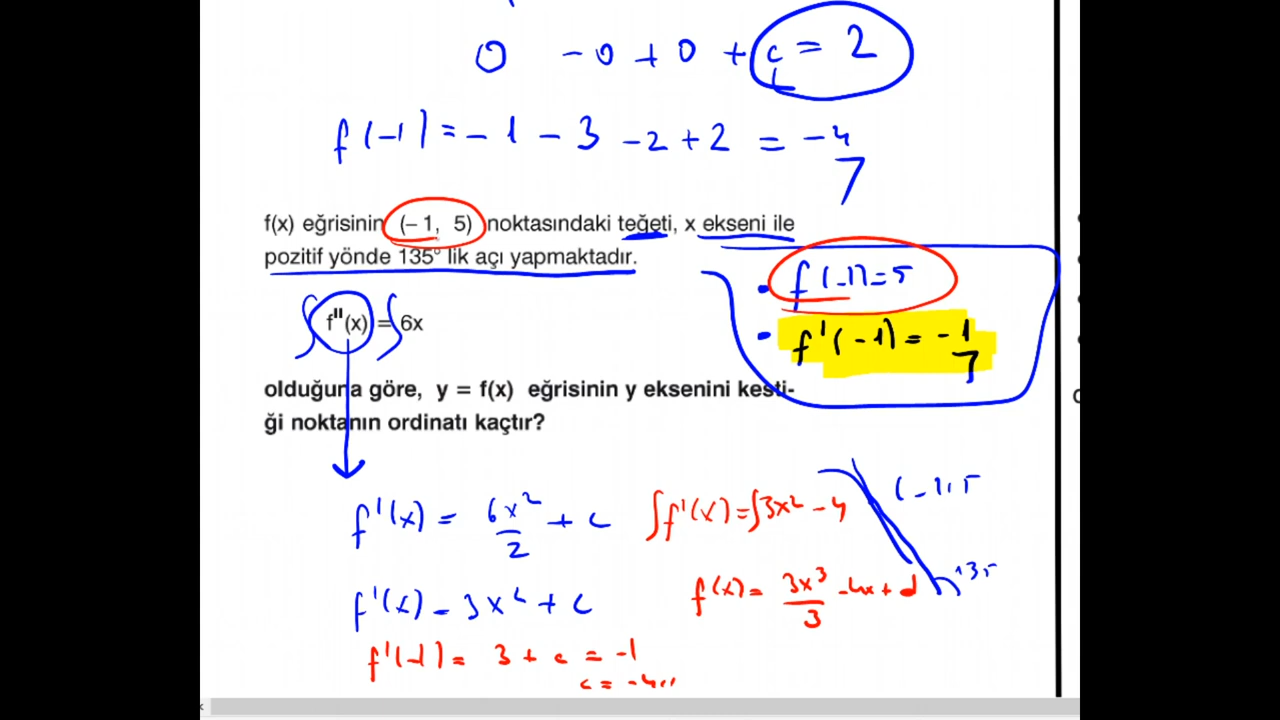 0 - 0 + 0 + c = 2
f(-1) = -1 - 3 - 2 + 2 = -4
f(x) eğrisinin (– 1, 5) noktasındaki teğeti, x ekseni ile
pozitif yönde 135° lik açı yapmaktadır.
• f(-1) = 5
∫f''(x) = ∫6x
• f'(-1) = -1
olduğuna göre, y = f(x) eğrisinin y eksenini kesti-
ği noktanın ordinatı kaçtır?
f'(x) = 6x²/2 + c
∫f'(x) = ∫3x² - 4
(-1, 5
f'(x) = 3x² + c
f(x) = 3x³/3 - 4x + d
135
f'(-1) = 3 + c = -1
c = -4